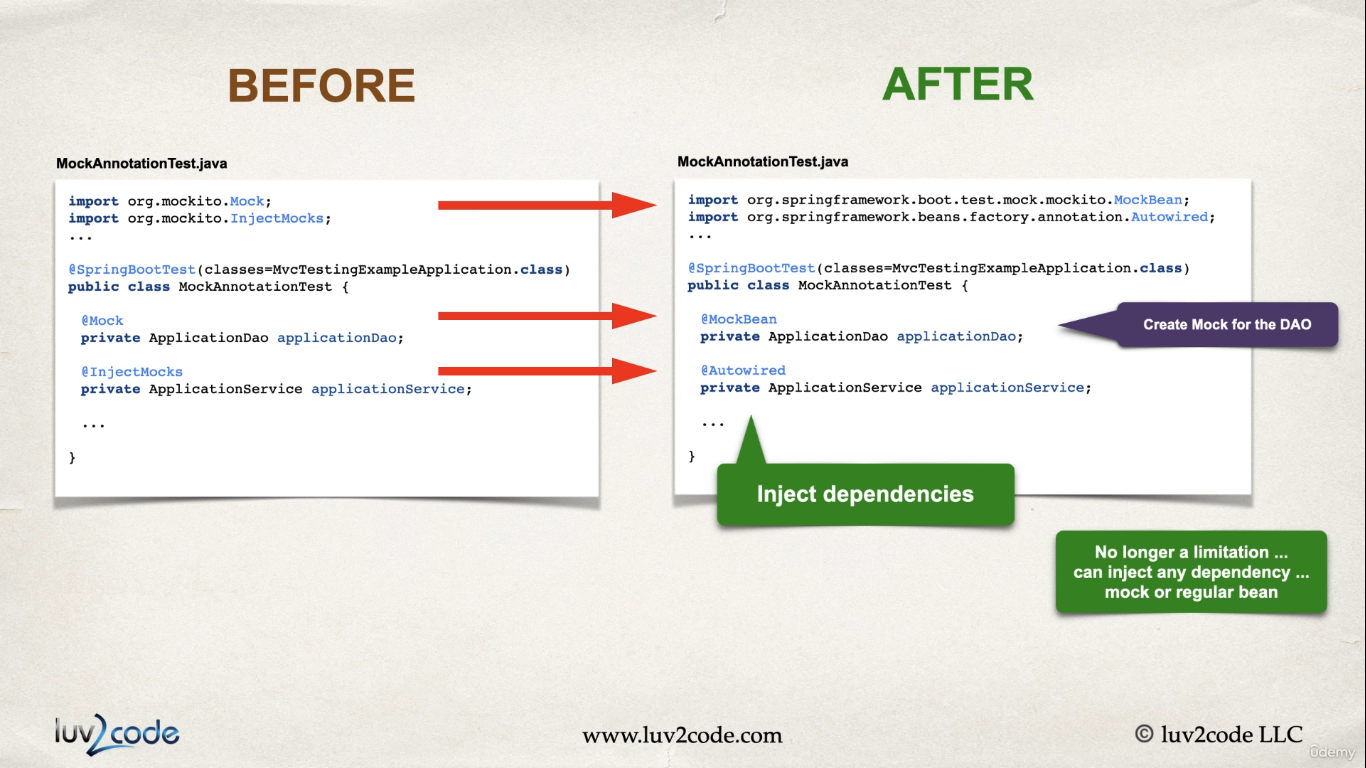 BEFORE
MockAnnotationTest.java
import org.mockito.Mock;
import org.mockito.InjectMocks;
...
@SpringBootTest(classes=MvcTestingExampleApplication.class)
public class MockAnnotationTest {
@Mock
private ApplicationDao applicationDao;
@InjectMocks
private ApplicationService applicationService;
...
}
AFTER
MockAnnotationTest.java
import org.springframework.boot.test.mock.mockito.MockBean;
import org.springframework.beans.factory.annotation.Autowired;
...
@SpringBootTest(classes=MvcTestingExampleApplication.class)
public class MockAnnotationTest {
@MockBean
private ApplicationDao applicationDao;
Create Mock for the DAO
@Autowired
private ApplicationService applicationService;
...
}
Inject dependencies
No longer a limitation ...
can inject any dependency ...
mock or regular bean
luv2code
www.luv2code.com
© luv2code LLC
ûdemy